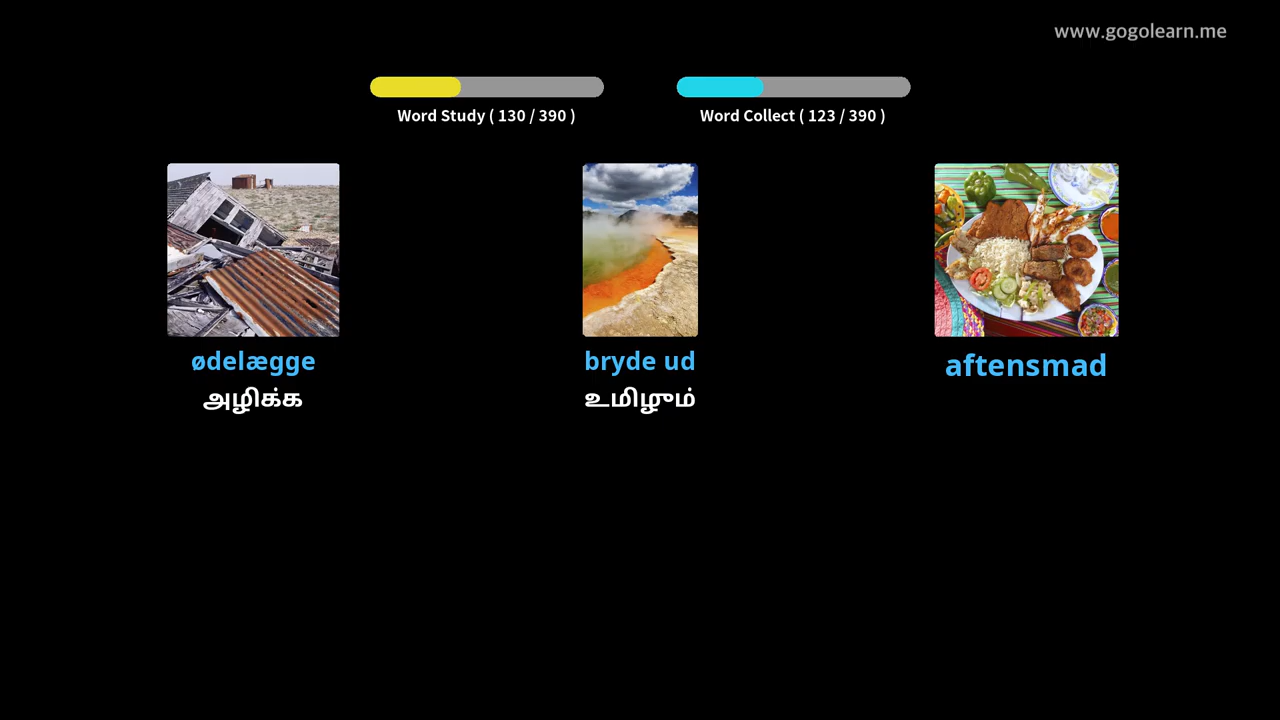 www.gogolearn.me
Word Study ( 130 / 390 )
Word Collect ( 123 / 390 )
ødelægge
அழிக்க
bryde ud
உமிழும்
aftensmad